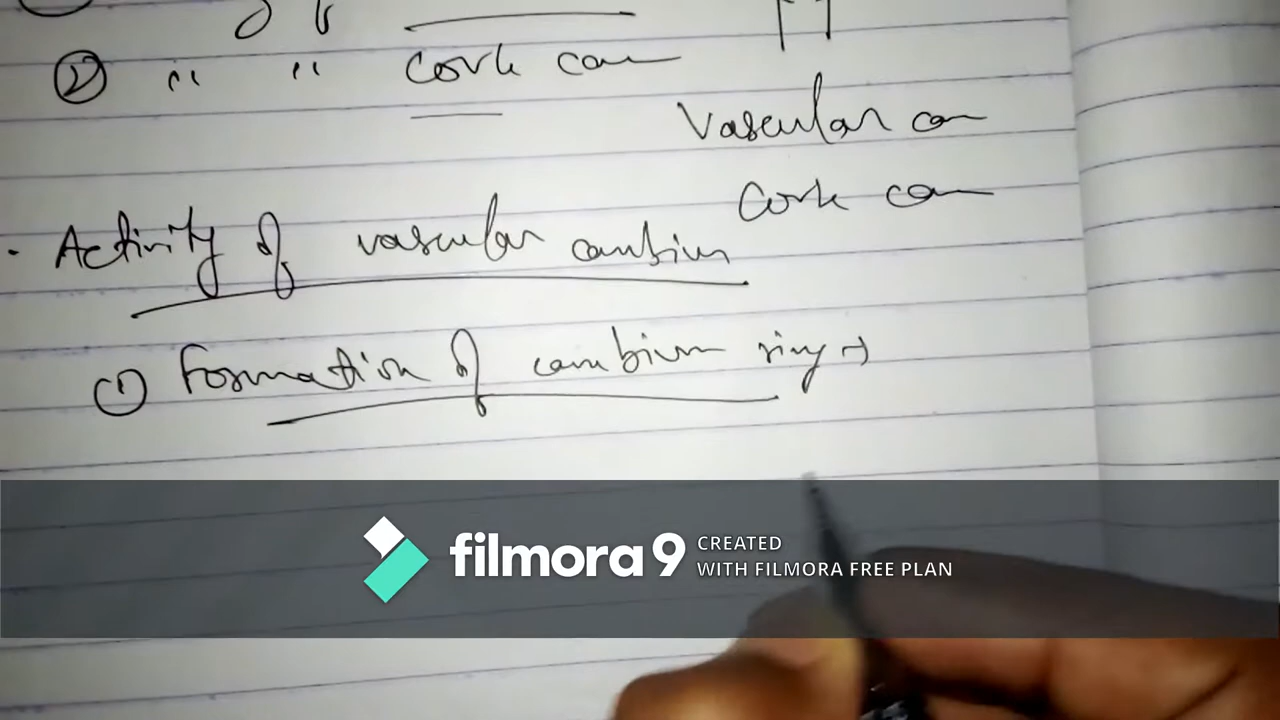 ② " " Cork cam
Vascular cam
Cork cam
· Activity of vascular cambium
① Formation of cambium ring →
filmora 9 CREATED
WITH FILMORA FREE PLAN